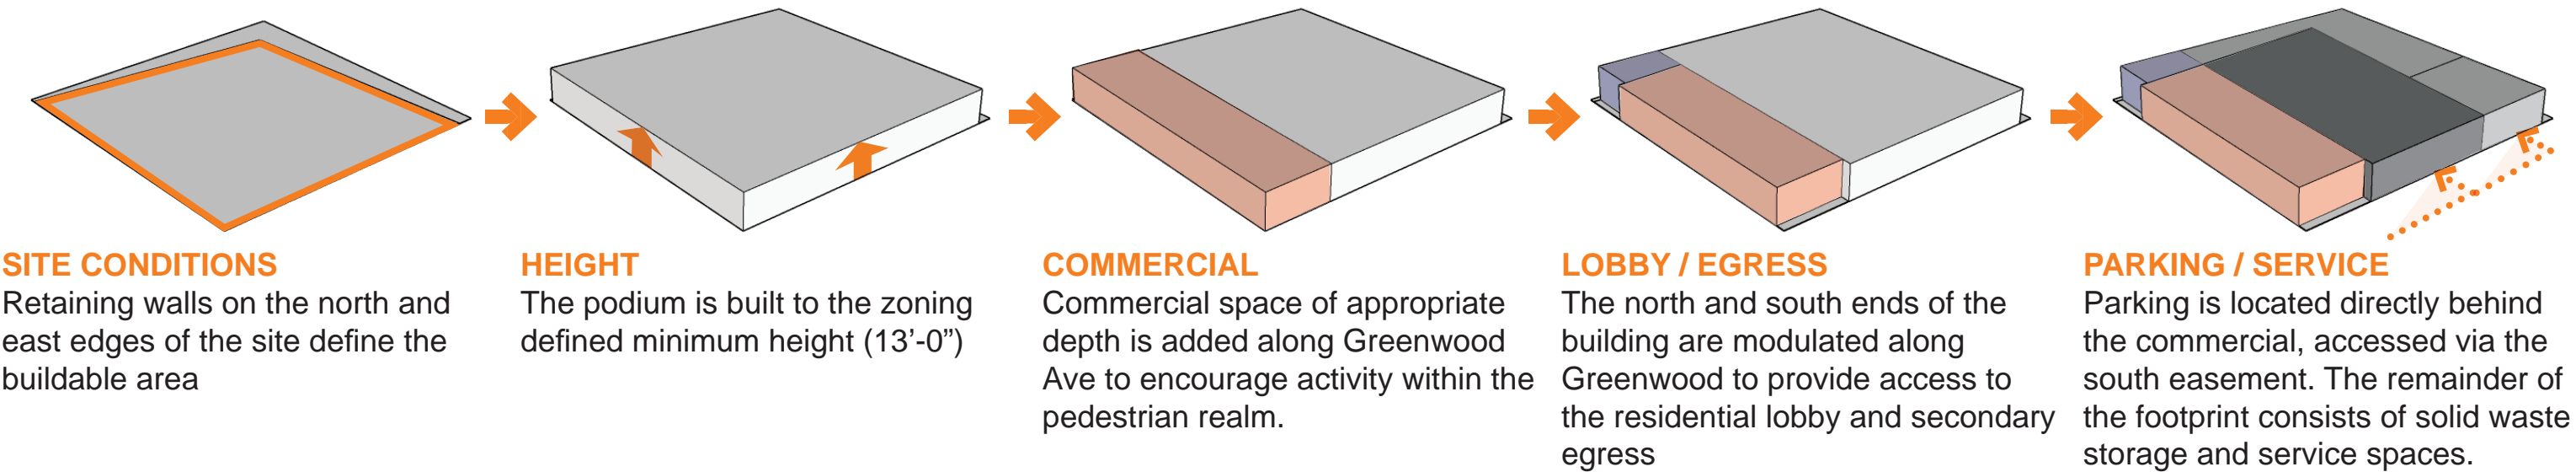 SITE CONDITIONS
Retaining walls on the north and
east edges of the site define the
buildable area
HEIGHT
The podium is built to the zoning
defined minimum height (13’-0”)
COMMERCIAL
Commercial space of appropriate
depth is added along Greenwood
Ave to encourage activity within the
pedestrian realm.
LOBBY / EGRESS
The north and south ends of the
building are modulated along
Greenwood to provide access to
the residential lobby and secondary
egress
PARKING / SERVICE
Parking is located directly behind
the commercial, accessed via the
south easement. The remainder of
the footprint consists of solid waste
storage and service spaces.